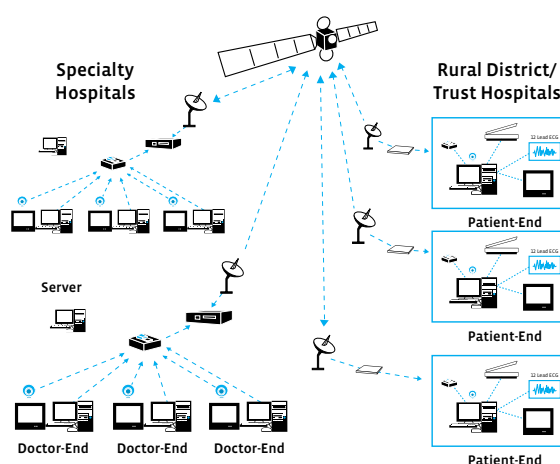 Specialty
Hospitals
Rural District/
Trust Hospitals
12 Lead ECG
Patient-End
12 Lead ECG
Patient-End
Server
12 Lead ECG
Patient-End
Doctor-End
Doctor-End
Doctor-End